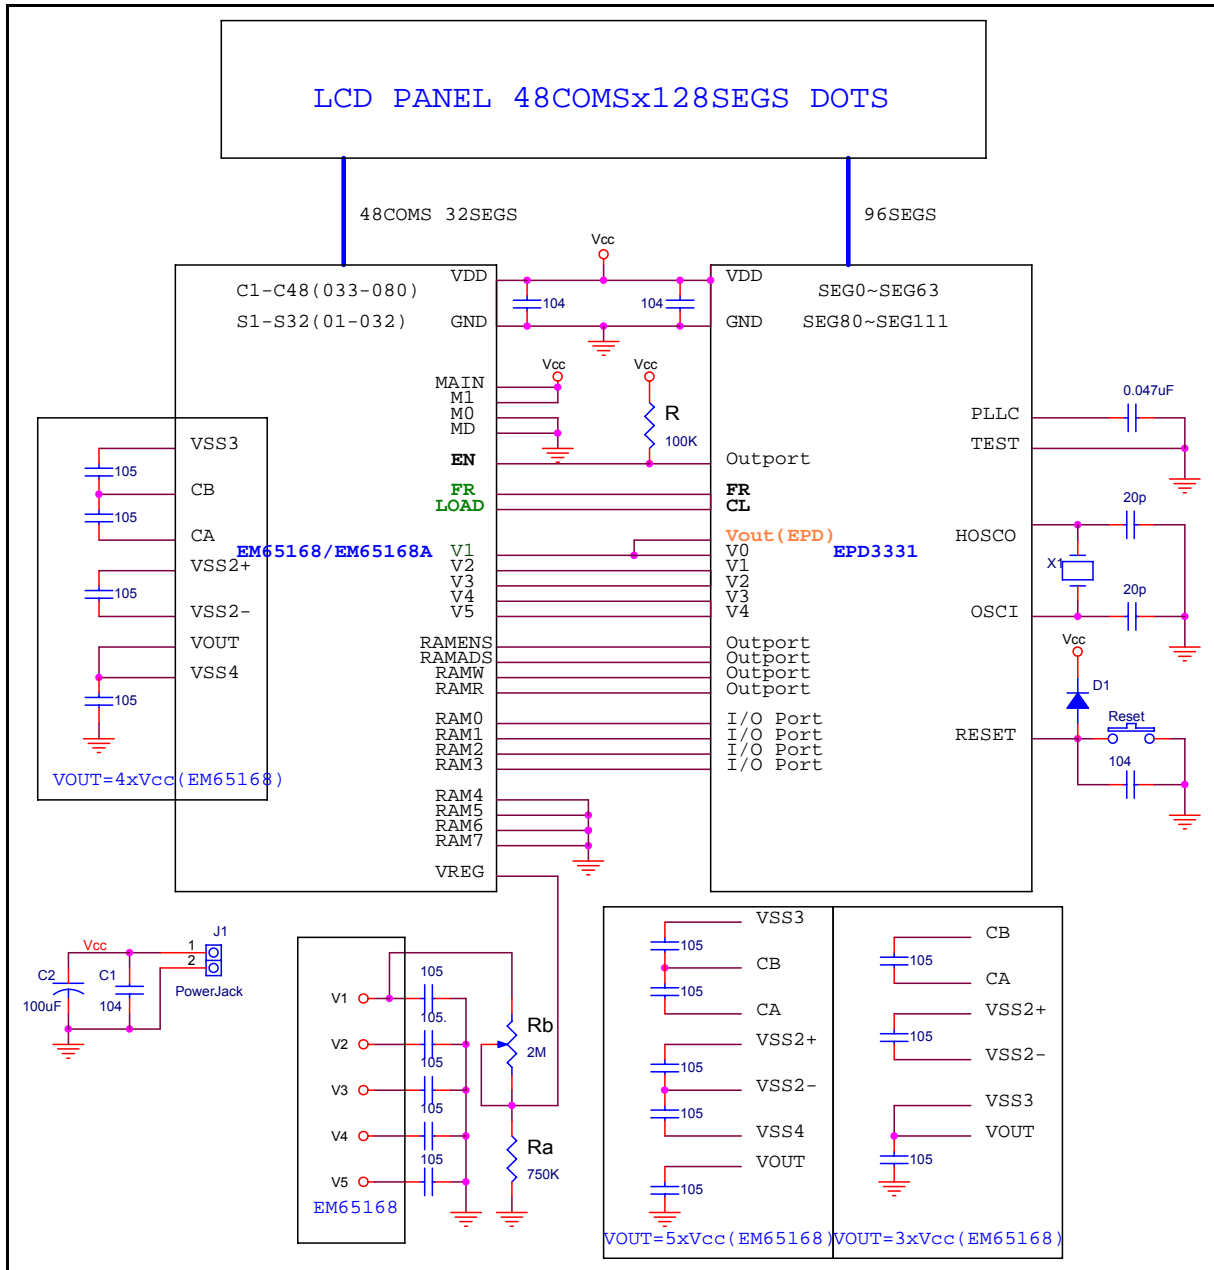 LCD PANEL 48COMSx128SEGS DOTS
48COMS 32SEGS
96SEGS
Vcc
VDD
C1-C48(033-080)
S1-S32(01-032)
GND
104
104
VDD
GND
SEG0~SEG63
SEG80~SEG111
MAIN
M1
M0
MD
EN
FR
LOAD
Vcc
Vcc
R
100K
Outport
FR
CL
PLLC
TEST
0.047uF
VSS3
105
CB
105
CA
EM65168/EM65168A
VSS2+
105
VSS2-
VOUT
VSS4
105
VOUT=4xVcc(EM65168)
V1
V2
V3
V4
V5
Vout(EPD)
V0
V1
V2
V3
V4
EPD3331
HOSCO
OSCI
20p
X1
20p
RAMENS
RAMADS
RAMW
RAMR
Outport
Outport
Outport
Outport
RAM0
RAM1
RAM2
RAM3
I/O Port
I/O Port
I/O Port
I/O Port
RESET
Vcc
D1
Reset
104
RAM4
RAM5
RAM6
RAM7
VREG
J1
Vcc
1
2
C2
100uF
C1
104
PowerJack
V1
V2
V3
V4
V5
105
105.
105
105
105
EM65168
Rb
2M
Ra
750K
VSS3
105
CB
105
CA
VSS2+
105
VSS2-
105
VSS4
VOUT
105
VOUT=5xVcc(EM65168)
CB
105
CA
VSS2+
105
VSS2-
VSS3
VOUT
105
VOUT=3xVcc(EM65168)